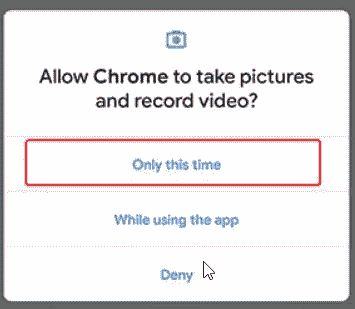 Allow Chrome to take pictures
and record video?
Only this time
While using the app
Deny